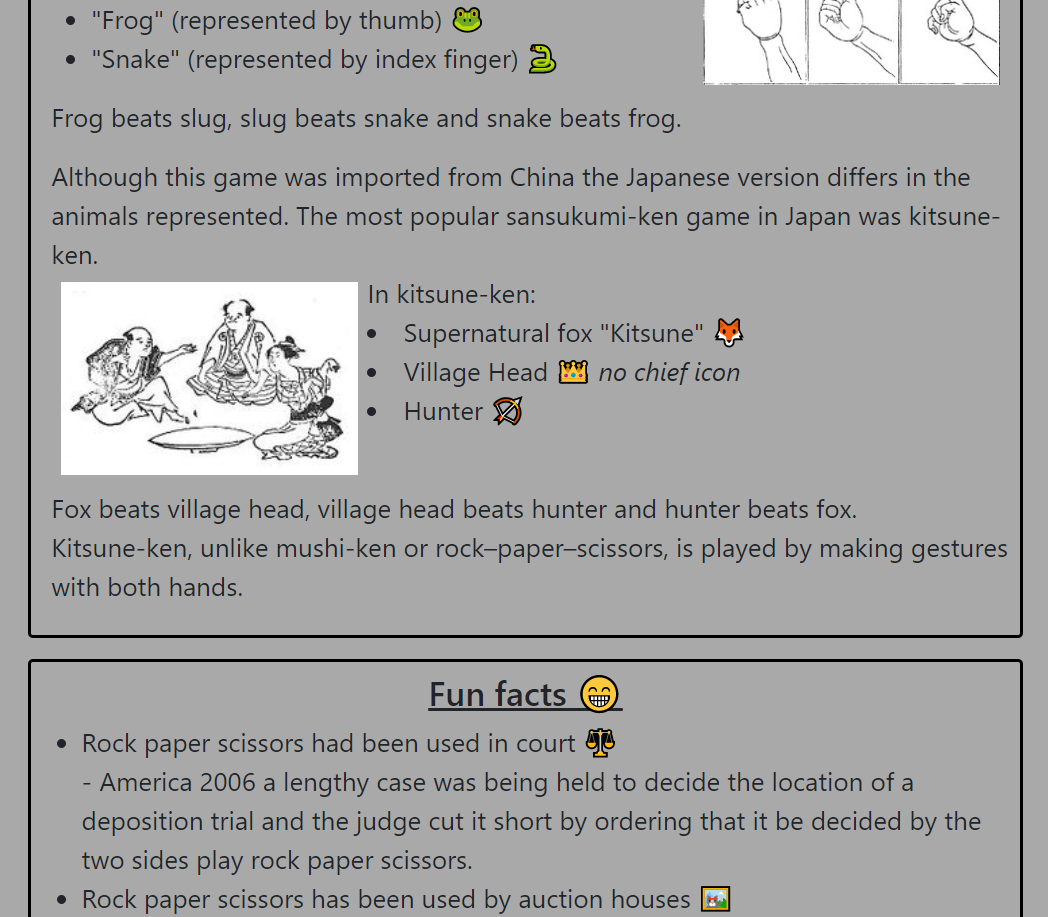 • "Frog" (represented by thumb) 🐸
• "Snake" (represented by index finger) 🐍
Frog beats slug, slug beats snake and snake beats frog.
Although this game was imported from China the Japanese version differs in the
animals represented. The most popular sansukumi-ken game in Japan was kitsune-
ken.
In kitsune-ken:
• Supernatural fox "Kitsune" 🦊
• Village Head 👑 no chief icon
• Hunter 🏹
Fox beats village head, village head beats hunter and hunter beats fox.
Kitsune-ken, unlike mushi-ken or rock–paper–scissors, is played by making gestures
with both hands.
Fun facts 😁
• Rock paper scissors had been used in court ⚖
- America 2006 a lengthy case was being held to decide the location of a
deposition trial and the judge cut it short by ordering that it be decided by the
two sides play rock paper scissors.
• Rock paper scissors has been used by auction houses 🖼